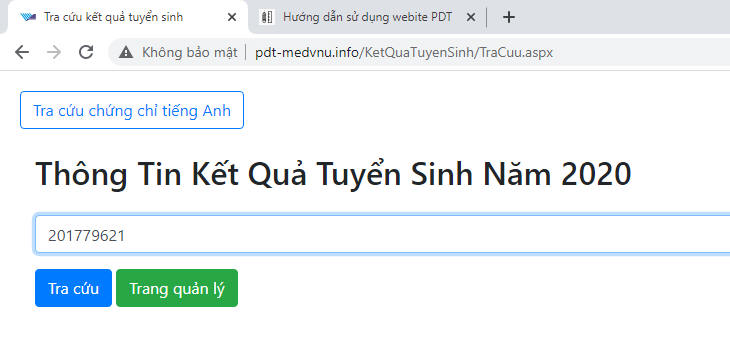 Tra cứu kết quả tuyển sinh
Hướng dẫn sử dụng webite PDT
Không bảo mật | pdt-medvnu.info/KetQuaTuyenSinh/TraCuu.aspx
Tra cứu chứng chỉ tiếng Anh
Thông Tin Kết Quả Tuyển Sinh Năm 2020
201779621
Tra cứu Trang quản lý